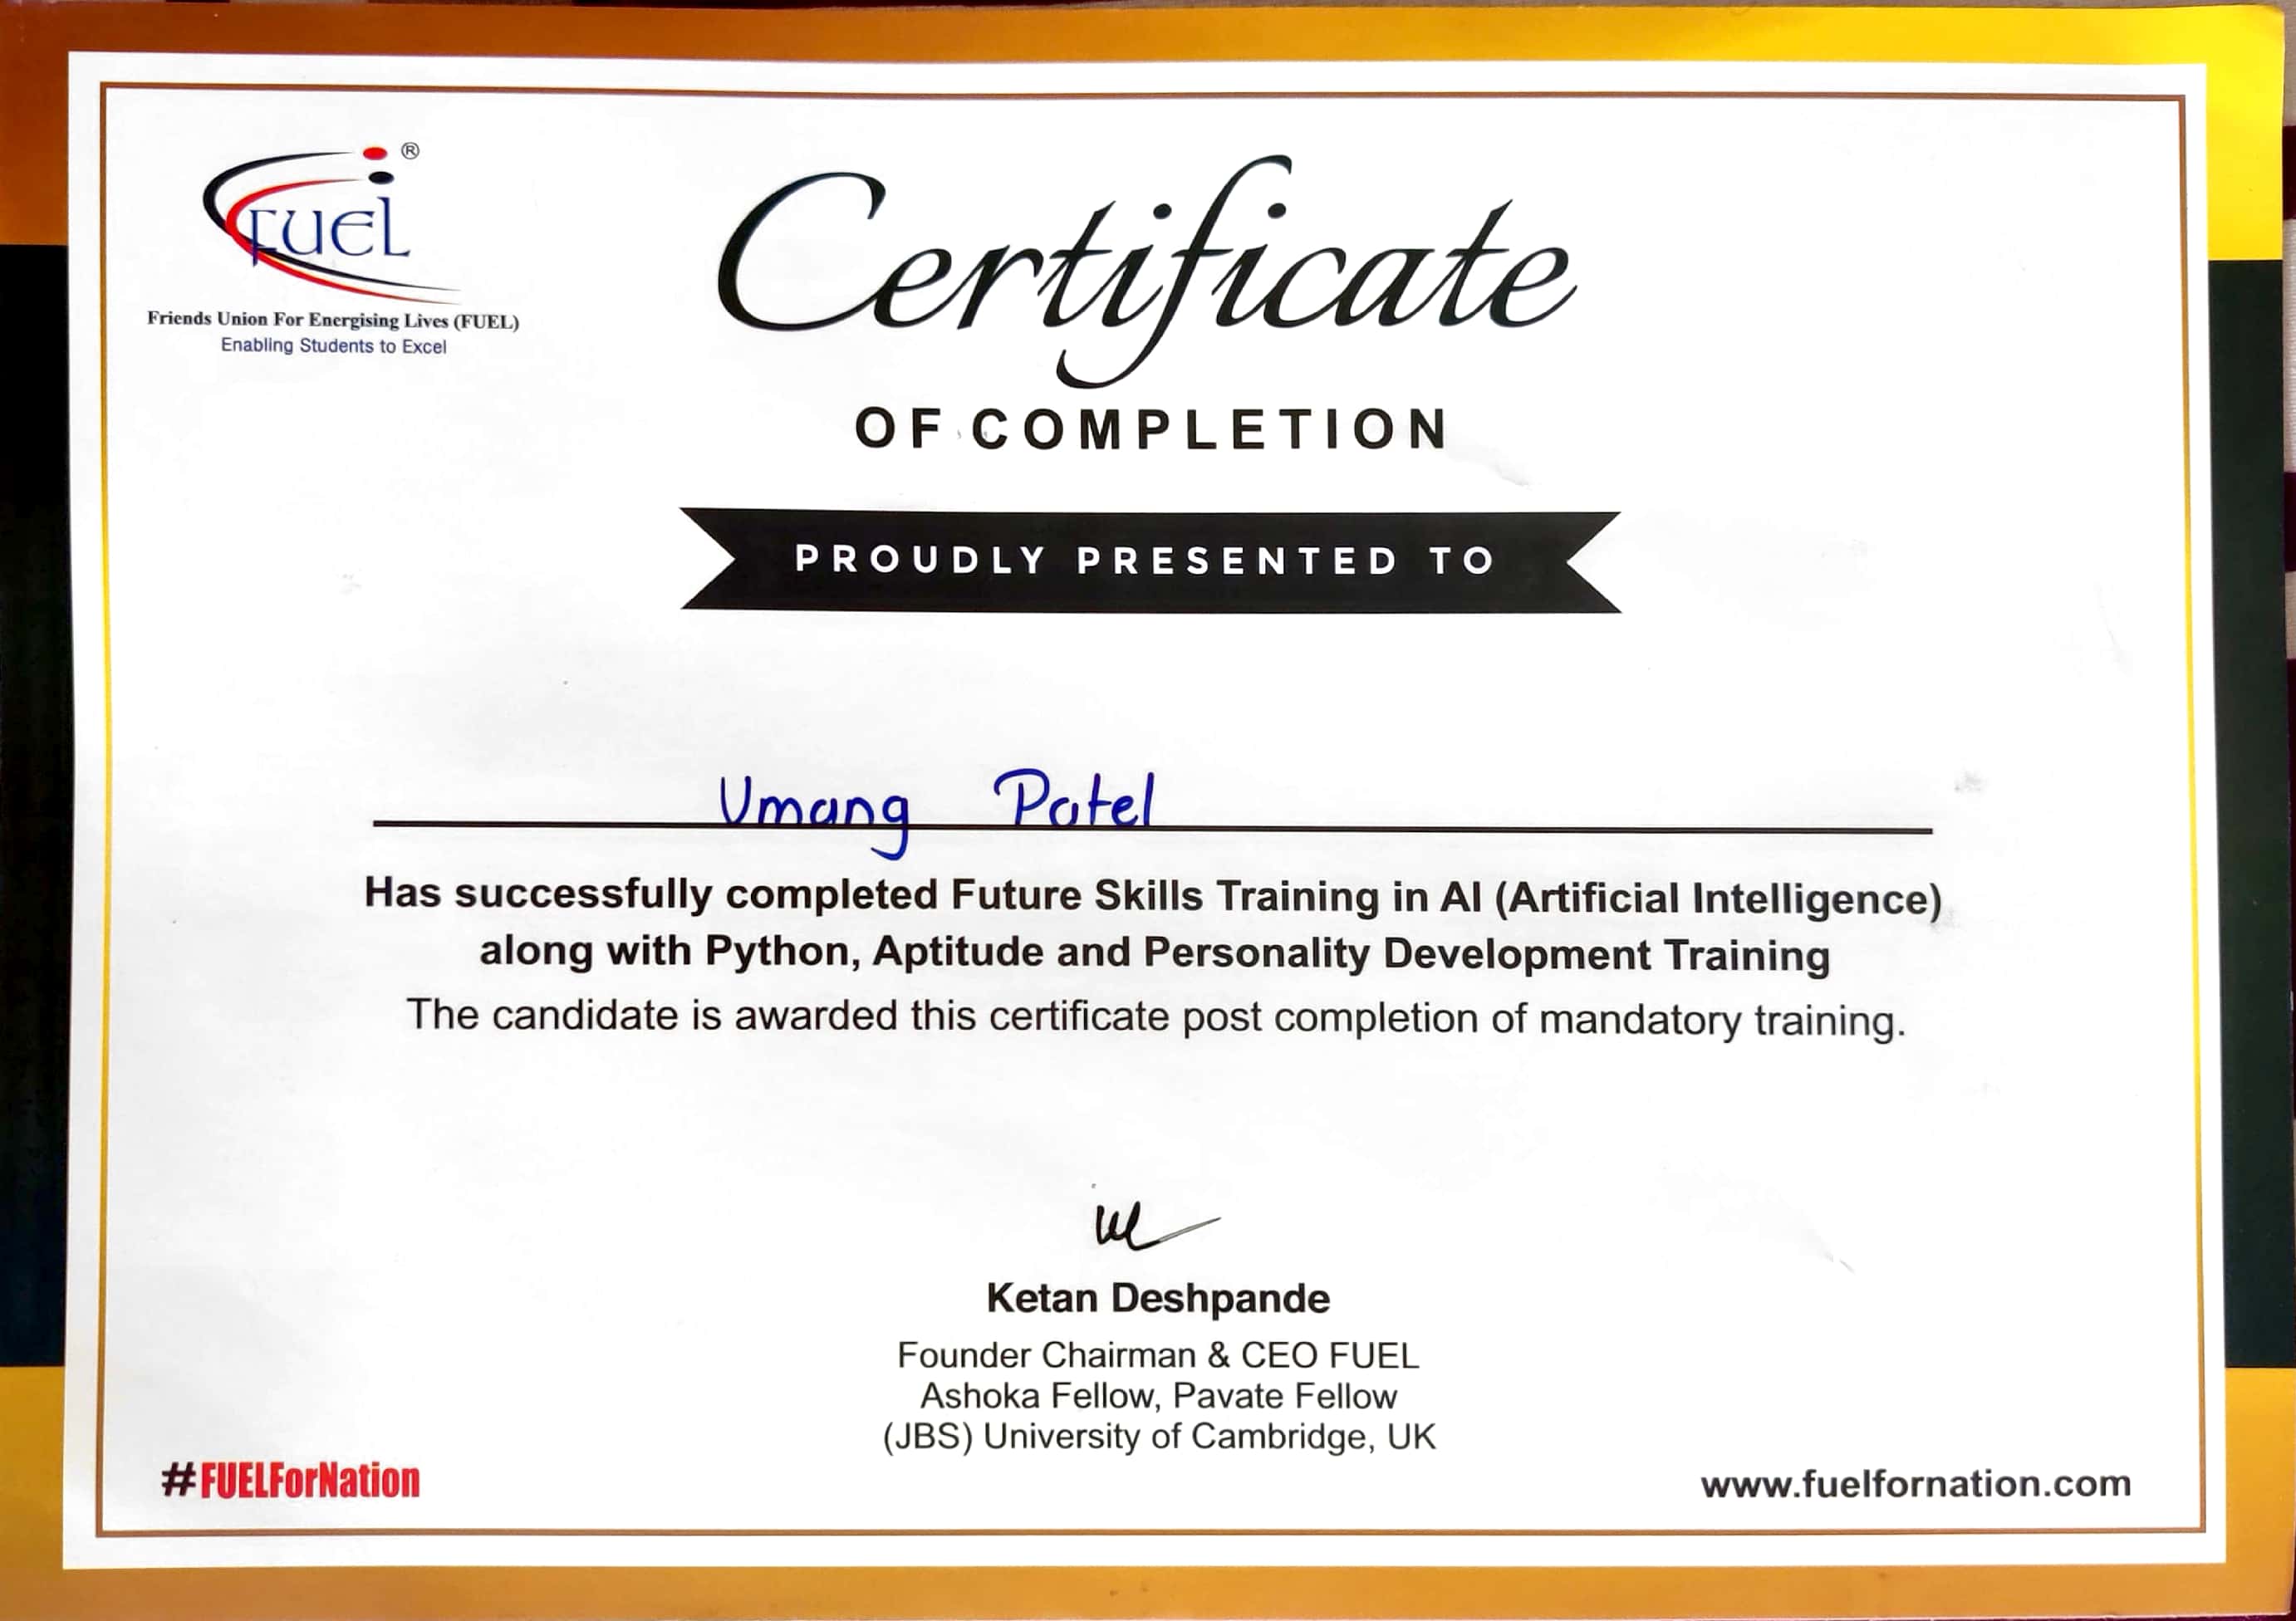 FUEL®
Friends Union For Energising Lives (FUEL)
Enabling Students to Excel
Certificate
OF COMPLETION
PROUDLY PRESENTED TO
Umang Patel
Has successfully completed Future Skills Training in AI (Artificial Intelligence)
along with Python, Aptitude and Personality Development Training
The candidate is awarded this certificate post completion of mandatory training.
Ketan Deshpande
Founder Chairman & CEO FUEL
Ashoka Fellow, Pavate Fellow
(JBS) University of Cambridge, UK
#FUELForNation
www.fuelfornation.com